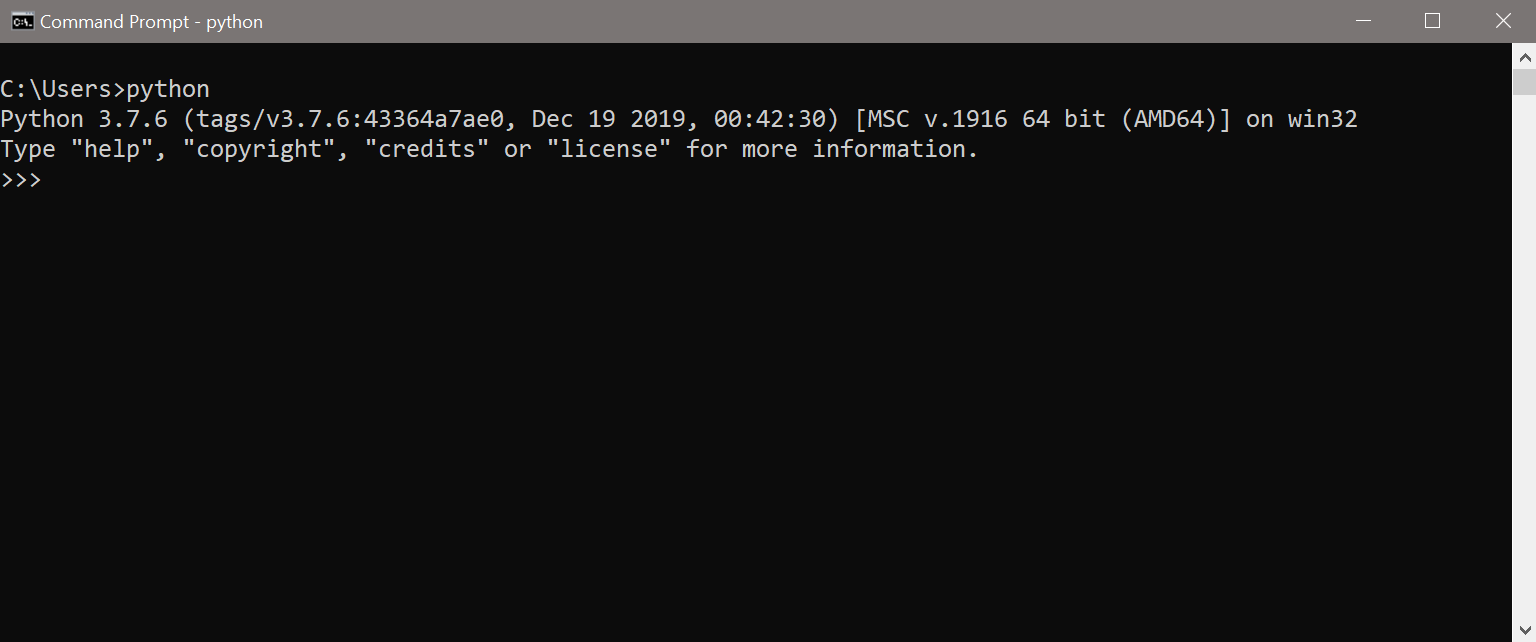 Command Prompt - python
C:\Users>python
Python 3.7.6 (tags/v3.7.6:43364a7ae0, Dec 19 2019, 00:42:30) [MSC v.1916 64 bit (AMD64)] on win32
Type "help", "copyright", "credits" or "license" for more information.
>>>